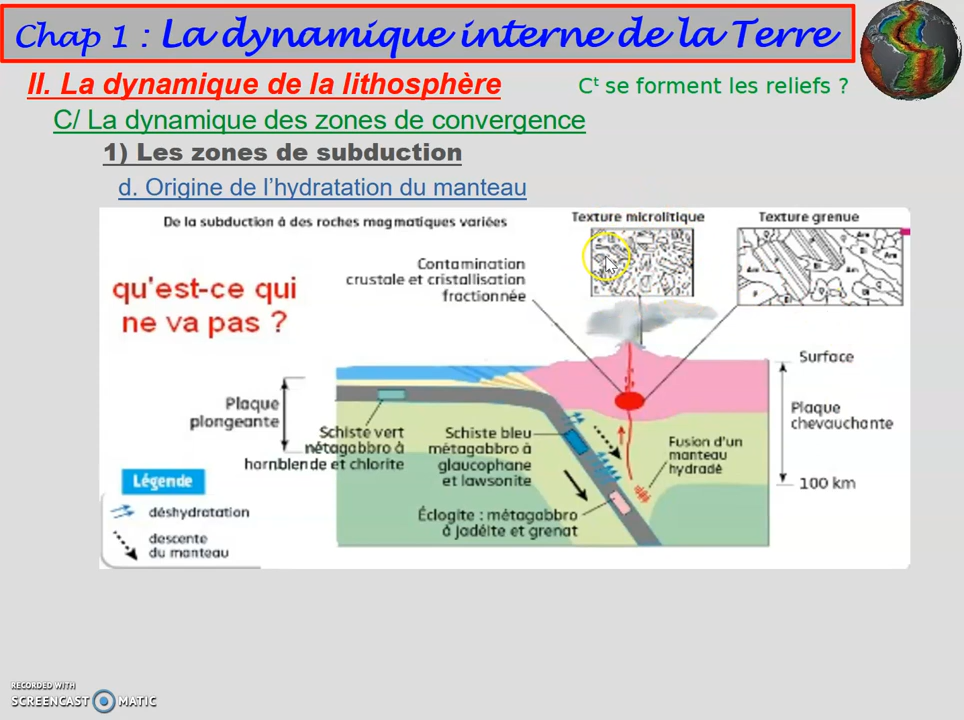 Chap 1 : La dynamique interne de la Terre
II. La dynamique de la lithosphère
Cᵗ se forment les reliefs ?
C/ La dynamique des zones de convergence
1) Les zones de subduction
d. Origine de l'hydratation du manteau
De la subduction à des roches magmatiques variées
Texture microlitique
Texture grenue
qu'est-ce qui
ne va pas ?
Contamination
crustale et cristallisation
fractionnée
Surface
Plaque
plongeante
Plaque
chevauchante
Schiste vert
métagabbro à
hornblende et chlorite
Schiste bleu
métagabbro à
glaucophane
et lawsonite
Fusion d'un
manteau
hydradé
100 km
Légende
déshydratation
descente
du manteau
Éclogite : métagabbro
à jadéite et grenat
RECORDED WITH
SCREENCAST MATIC